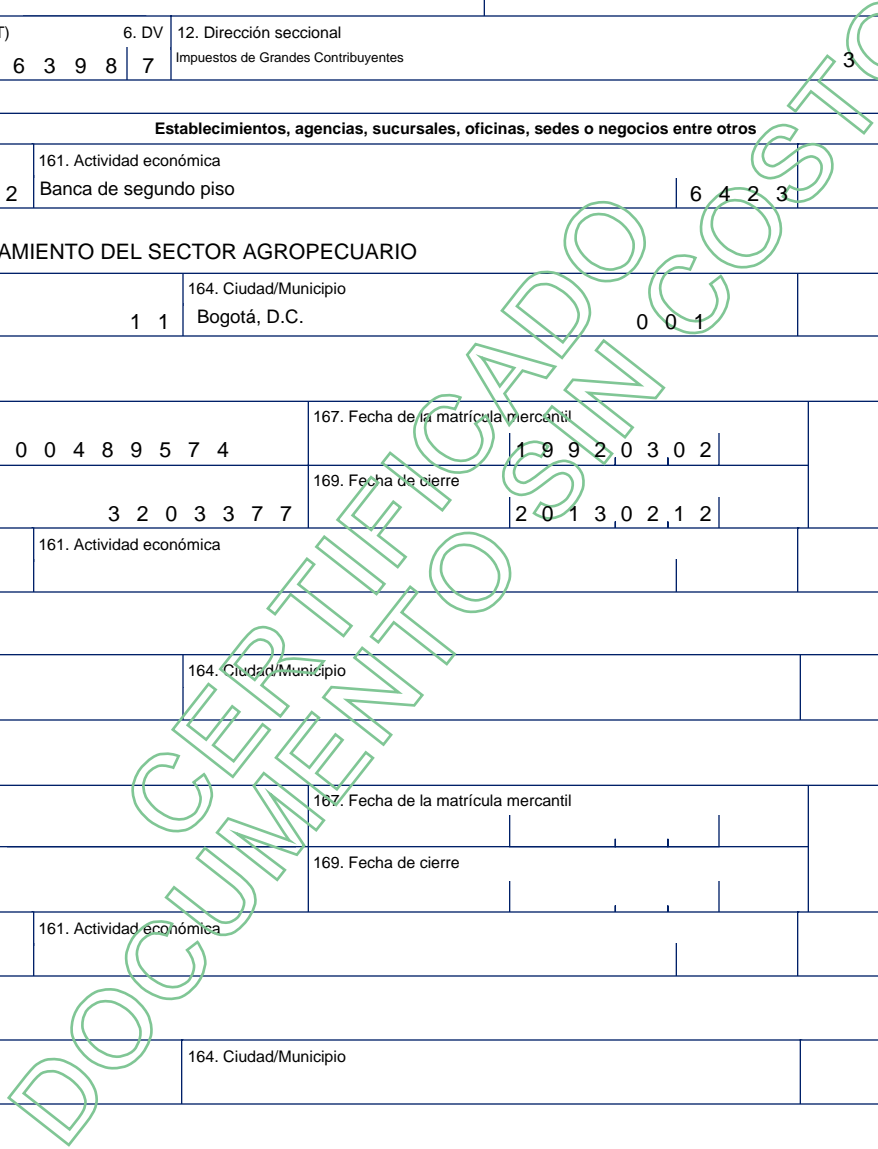 T) 6. DV 12. Dirección seccional
6 3 9 8 7 Impuestos de Grandes Contribuyentes 3
Establecimientos, agencias, sucursales, oficinas, sedes o negocios entre otros
161. Actividad económica
2 Banca de segundo piso 6 4 2 3
AMIENTO DEL SECTOR AGROPECUARIO
164. Ciudad/Municipio
1 1 Bogotá, D.C. 0 0 1
167. Fecha de la matrícula mercantil
0 0 4 8 9 5 7 4 1 9 9 2 0 3 0 2
169. Fecha de cierre
3 2 0 3 3 7 7 2 0 1 3 0 2 1 2
161. Actividad económica
164. Ciudad/Municipio
167. Fecha de la matrícula mercantil
169. Fecha de cierre
161. Actividad económica
164. Ciudad/Municipio
CERTIFICADO
DOCUMENTO SIN COSTO